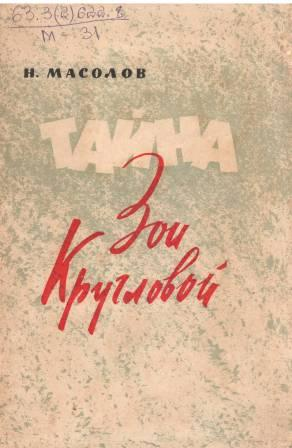 63.3(2)622.8
М-31
Н. МАСОЛОВ
ТАЙНА
Зои
Кругловой